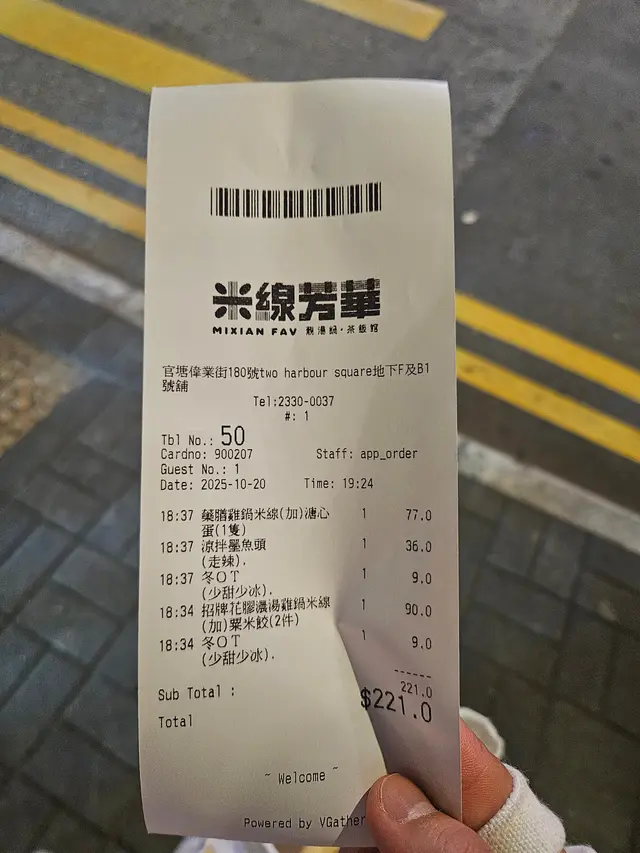 米線芳華
MIXIAN FAV 靚湯鍋·茶飯館
官塘偉業街180號two harbour square地下F及B1
號舖
Tel:2330-0037
#: 1
Tbl No.: 50
Cardno: 900207 Staff: app_order
Guest No.: 1
Date: 2025-10-20 Time: 19:24
18:37 藥膳雞鍋米線(加)溏心 1 77.0
蛋(1隻)
18:37 涼拌墨魚頭 1 36.0
(走辣).
18:37 冬OT 1 9.0
(少甜少冰).
18:34 招牌花膠濃湯雞鍋米線 1 90.0
(加)粟米餃(2件)
18:34 冬OT 1 9.0
(少甜少冰).
------
Sub Total : 221.0
Total $221.0
~ Welcome ~
Powered by VGather